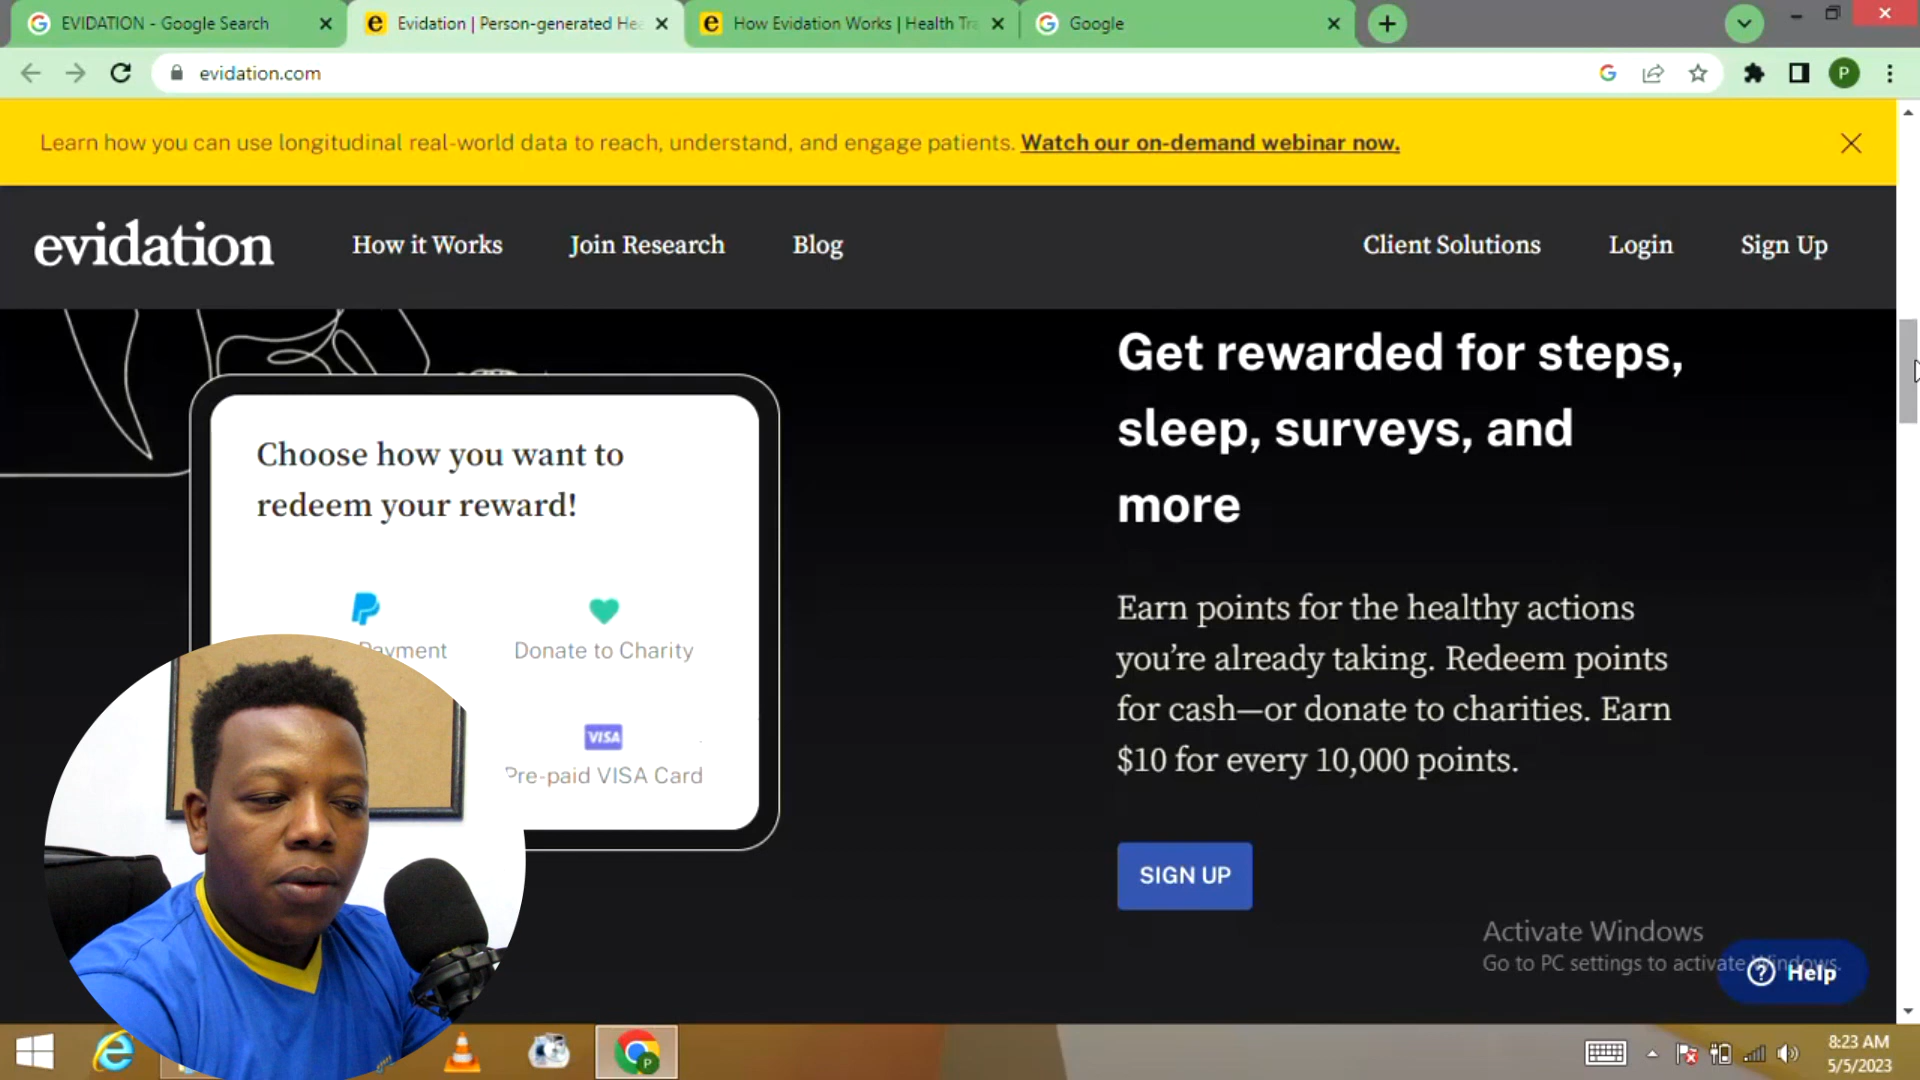 EVIDATION - Google Search
Evidation | Person-generated Hea
How Evidation Works | Health Tra
Google
evidation.com
P
Learn how you can use longitudinal real-world data to reach, understand, and engage patients. Watch our on-demand webinar now.
evidation
How it Works
Join Research
Blog
Client Solutions
Login
Sign Up
Choose how you want to
redeem your reward!
Payment
Donate to Charity
VISA
Pre-paid VISA Card
Get rewarded for steps,
sleep, surveys, and
more
Earn points for the healthy actions
you're already taking. Redeem points
for cash—or donate to charities. Earn
$10 for every 10,000 points.
SIGN UP
Activate Windows
Go to PC settings to activate Windows.
Help
8:23 AM
5/5/2023